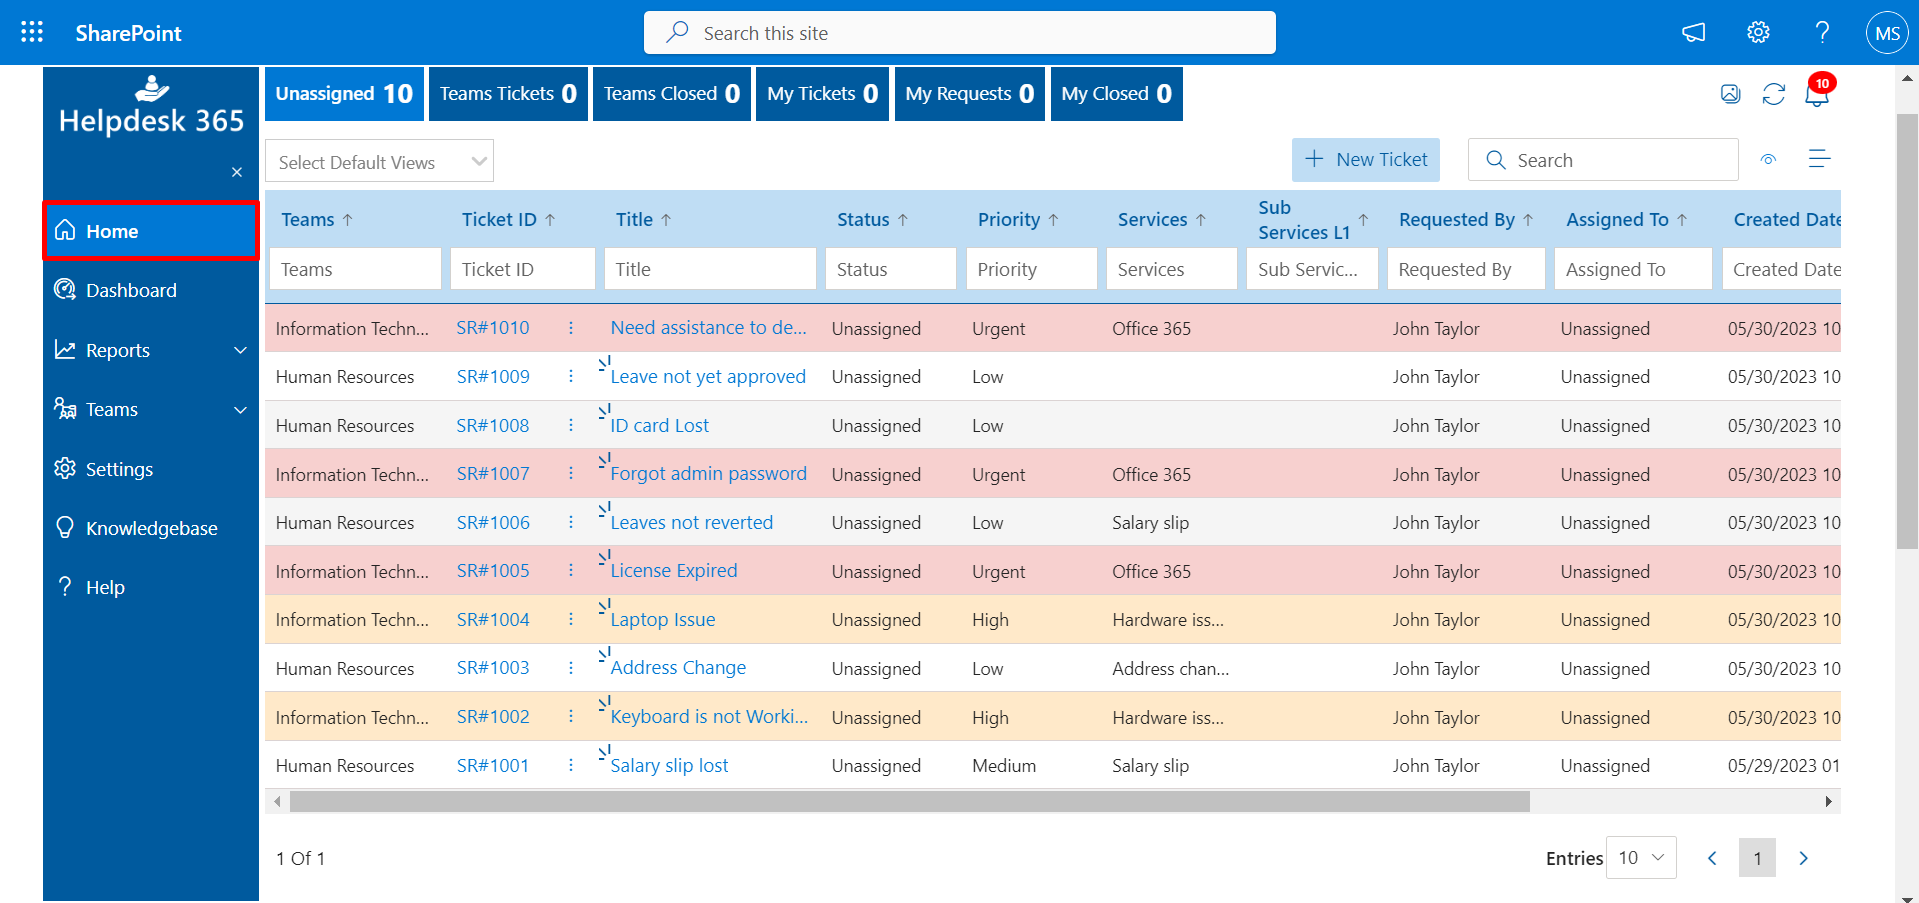 SharePoint
Search this site
MS
Helpdesk 365
Unassigned 10
Teams Tickets 0
Teams Closed 0
My Tickets 0
My Requests 0
My Closed 0
10
Select Default Views
New Ticket
Search
Home
Dashboard
Reports
Teams
Settings
Knowledgebase
Help
Teams Ticket ID Title Status Priority Services Sub Services L1 Requested By Assigned To Created Date
Teams Ticket ID Title Status Priority Services Sub Servic... Requested By Assigned To Created Date
Information Techn... SR#1010 Need assistance to de... Unassigned Urgent Office 365 John Taylor Unassigned 05/30/2023 10
Human Resources SR#1009 Leave not yet approved Unassigned Low John Taylor Unassigned 05/30/2023 10
Human Resources SR#1008 ID card Lost Unassigned Low John Taylor Unassigned 05/30/2023 10
Information Techn... SR#1007 Forgot admin password Unassigned Urgent Office 365 John Taylor Unassigned 05/30/2023 10
Human Resources SR#1006 Leaves not reverted Unassigned Low Salary slip John Taylor Unassigned 05/30/2023 10
Information Techn... SR#1005 License Expired Unassigned Urgent Office 365 John Taylor Unassigned 05/30/2023 10
Information Techn... SR#1004 Laptop Issue Unassigned High Hardware iss... John Taylor Unassigned 05/30/2023 10
Human Resources SR#1003 Address Change Unassigned Low Address chan... John Taylor Unassigned 05/30/2023 10
Information Techn... SR#1002 Keyboard is not Worki... Unassigned High Hardware iss... John Taylor Unassigned 05/30/2023 10
Human Resources SR#1001 Salary slip lost Unassigned Medium Salary slip John Taylor Unassigned 05/29/2023 01
1 Of 1
Entries 10
1